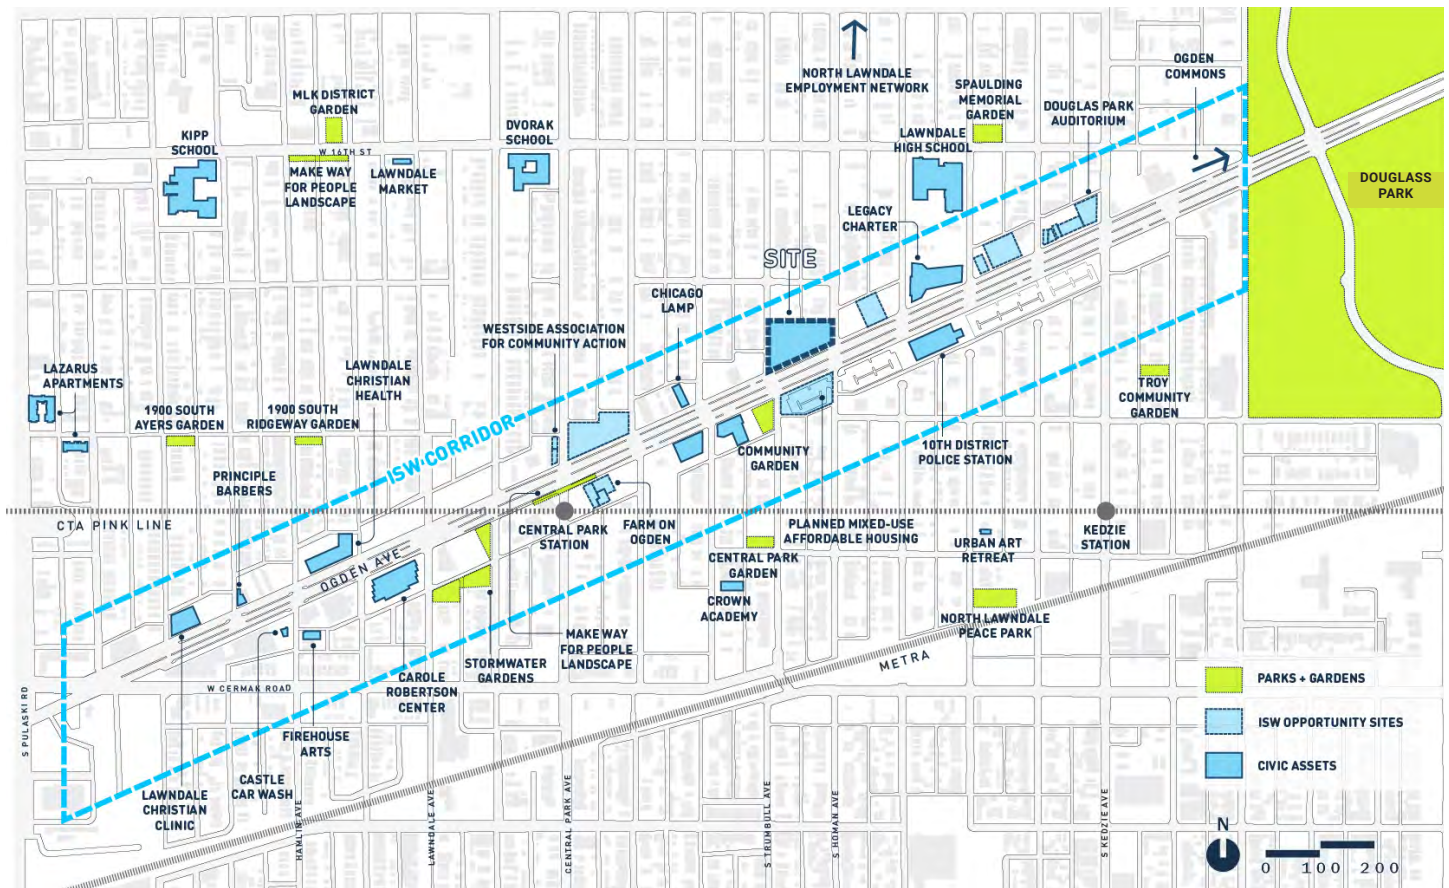 OGDEN
COMMONS
NORTH LAWNDALE
EMPLOYMENT NETWORK
SPAULDING
MEMORIAL
GARDEN
MLK DISTRICT
GARDEN
DOUGLAS PARK
AUDITORIUM
DVORAK
SCHOOL
KIPP
SCHOOL
LAWNDALE
HIGH SCHOOL
W 16TH ST
MAKE WAY
FOR PEOPLE
LANDSCAPE
LAWNDALE
MARKET
DOUGLASS
PARK
LEGACY
CHARTER
SITE
CHICAGO
LAMP
WESTSIDE ASSOCIATION
FOR COMMUNITY ACTION
LAZARUS
APARTMENTS
LAWNDALE
CHRISTIAN
HEALTH
TROY
COMMUNITY
GARDEN
1900 SOUTH
AYERS GARDEN
1900 SOUTH
RIDGEWAY GARDEN
ISW CORRIDOR
COMMUNITY
GARDEN
10TH DISTRICT
POLICE STATION
PRINCIPLE
BARBERS
CTA PINK LINE
CENTRAL PARK
STATION
FARM ON
OGDEN
PLANNED MIXED-USE
AFFORDABLE HOUSING
KEDZIE
STATION
URBAN ART
RETREAT
CENTRAL PARK
GARDEN
OGDEN AVE
CROWN
ACADEMY
NORTH LAWNDALE
PEACE PARK
MAKE WAY
FOR PEOPLE
LANDSCAPE
STORMWATER
GARDENS
METRA
CAROLE
ROBERTSON
CENTER
W CERMAK ROAD
S PULASKI RD
FIREHOUSE
ARTS
CASTLE
CAR WASH
LAWNDALE
CHRISTIAN
CLINIC
HAMLIN AVE
LAWNDALE AVE
CENTRAL PARK AVE
S TRUMBULL AVE
S HOMAN AVE
S KEDZIE AVE
PARKS + GARDENS
ISW OPPORTUNITY SITES
CIVIC ASSETS
N
0 100 200